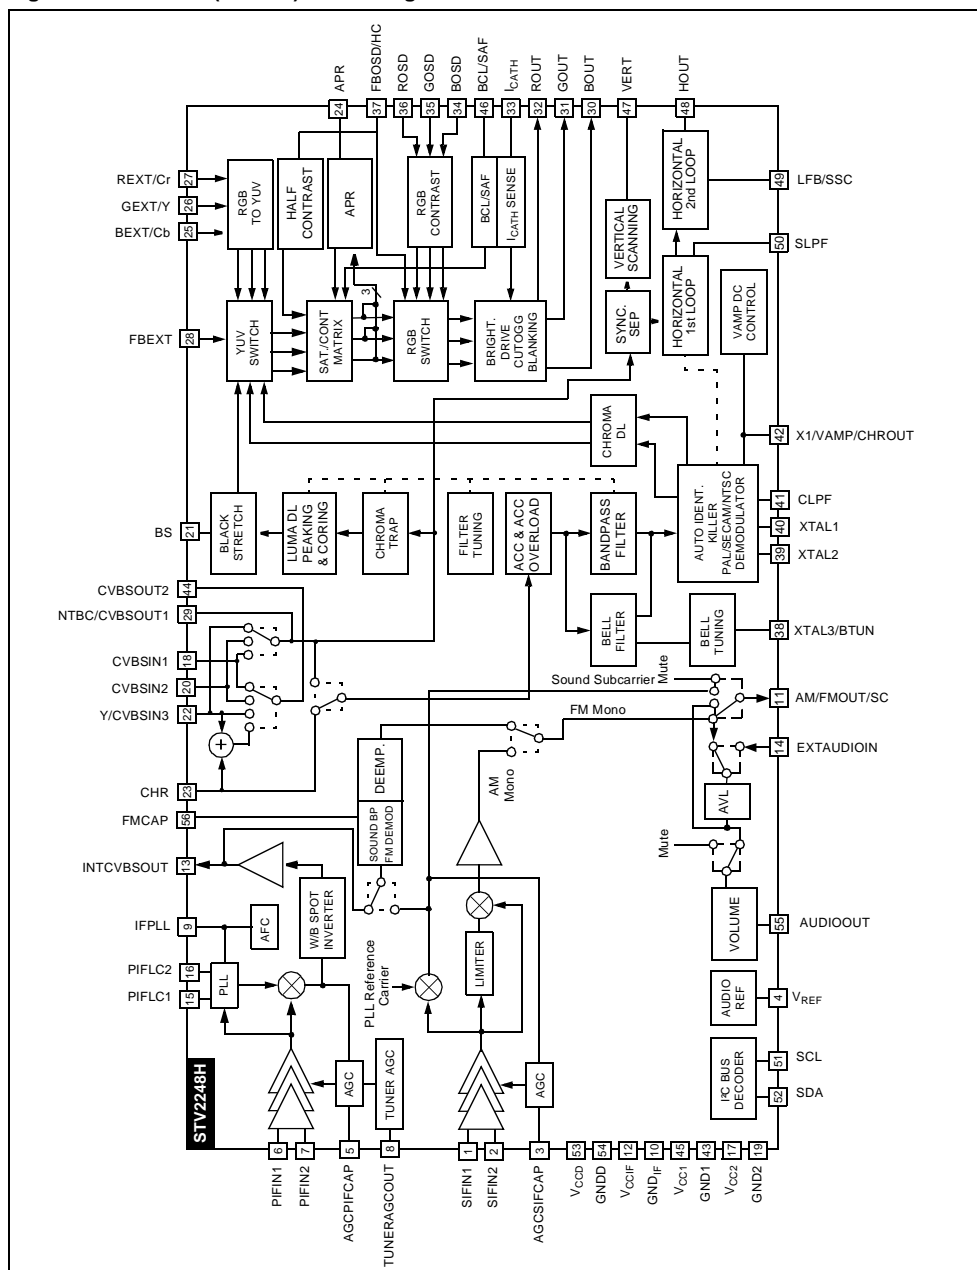 APR
FBOSD/HC
ROSD
GOSD
BOSD
BCL/SAF
ICATH
ROUT
GOUT
BOUT
VERT
HOUT
24
37
36
35
34
46
33
32
31
30
47
48
REXT/Cr
27
GEXT/Y
26
BEXT/Cb
25
RGB
TO YUV
HALF
CONTRAST
APR
RGB
CONTRAST
BCL/SAF
ICATH SENSE
VERTICAL
SCANNING
HORIZONTAL
2nd LOOP
49
LFB/SSC
50
SLPF
FBEXT
28
YUV
SWITCH
SAT./CONT
MATRIX
3
RGB
SWITCH
BRIGHT.
DRIVE
CUTOGG
BLANKING
SYNC.
SEP
HORIZONTAL
1st LOOP
VAMP DC
CONTROL
CHROMA
DL
42
X1/VAMP/CHROUT
BS
21
BLACK
STRETCH
LUMA DL
PEAKING
& CORING
CHROMA
TRAP
FILTER
TUNING
ACC & ACC
OVERLOAD
BANDPASS
FILTER
AUTO IDENT.
KILLER
PAL/SECAM/NTSC
DEMODULATOR
41
CLPF
40
XTAL1
39
XTAL2
CVBSOUT2
44
NTBC/CVBSOUT1
29
BELL
FILTER
BELL
TUNING
38
XTAL3/BTUN
CVBSIN1
18
CVBSIN2
20
Y/CVBSIN3
22
+
Sound Subcarrier
Mute
11
AM/FMOUT/SC
FM Mono
14
EXTAUDIOIN
CHR
23
FMCAP
56
DEEMP.
SOUND BP
FM DEMOD
AM
Mono
AVL
Mute
INTCVBSOUT
13
IFPLL
9
AFC
W/B SPOT
INVERTER
LIMITER
VOLUME
55
AUDIOOUT
PIFLC2
16
PIFLC1
15
PLL
PLL Reference
Carrier
AUDIO
REF
4
VREF
STV2248H
AGC
TUNER AGC
AGC
I²C BUS
DECODER
51
SCL
52
SDA
6
7
5
8
1
2
3
53
54
12
10
45
43
17
19
PIFIN1
PIFIN2
AGCPIFCAP
TUNERAGCOUT
SIFIN1
SIFIN2
AGCSIFCAP
VCCD
GNDD
VCCIF
GNDIF
VCC1
GND1
VCC2
GND2